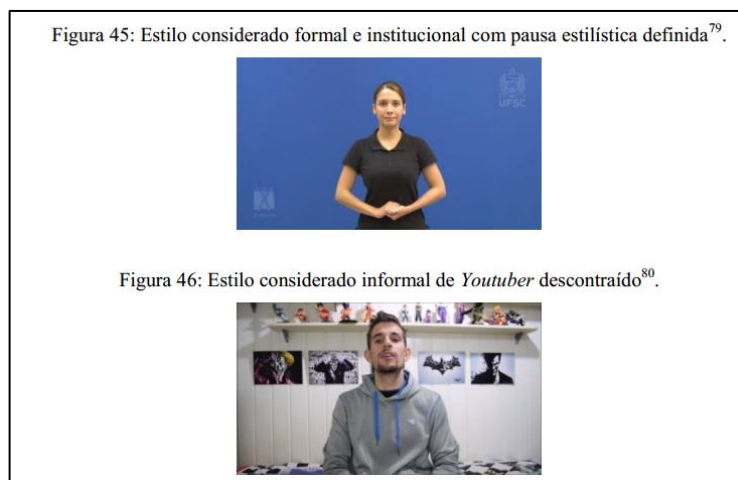 Figura 45: Estilo considerado formal e institucional com pausa estilística definida79.
UFSC
Figura 46: Estilo considerado informal de Youtuber descontraído80.